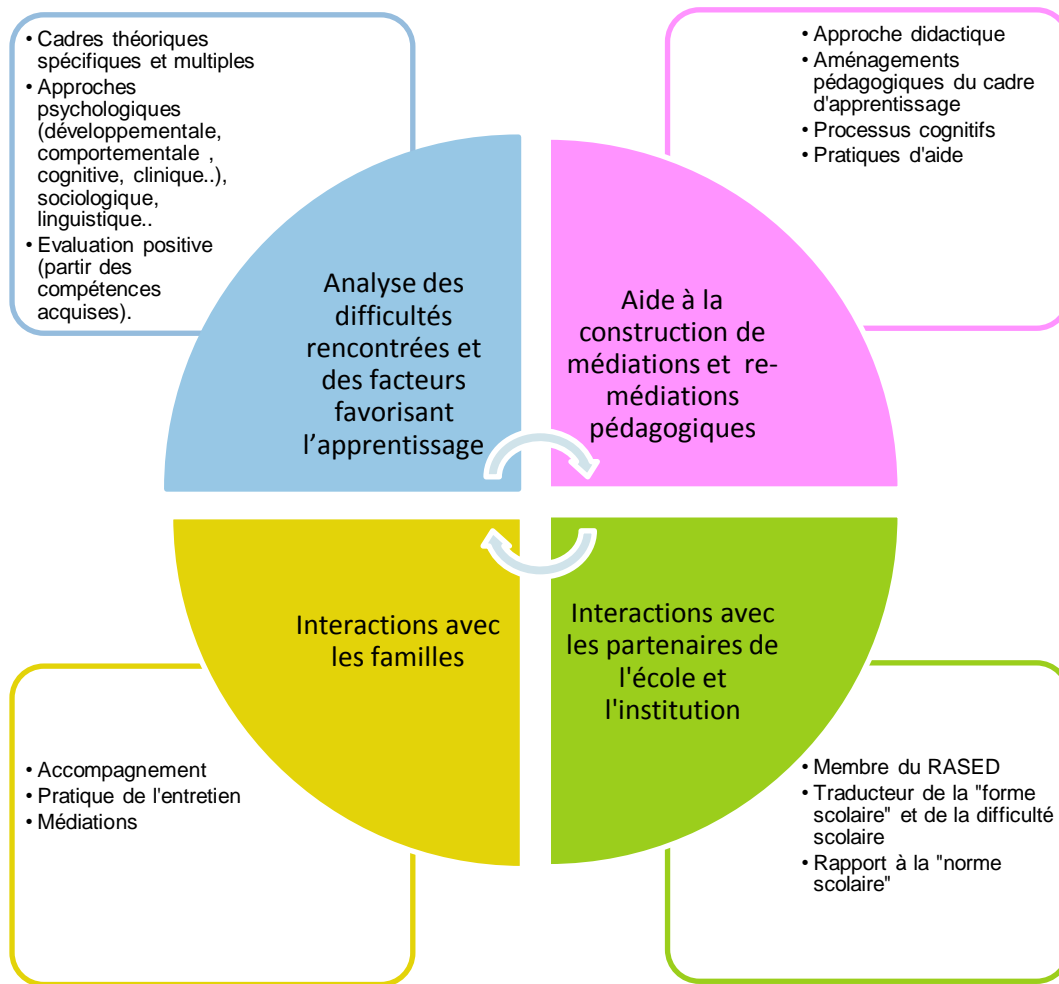 • Cadres théoriques
spécifiques et multiples
• Approches
psychologiques
(développementale,
comportementale ,
cognitive, clinique..),
sociologique,
linguistique..
• Evaluation positive
(partir des
compétences
acquises).
• Approche didactique
• Aménagements
pédagogiques du cadre
d'apprentissage
• Processus cognitifs
• Pratiques d'aide
Analyse des
difficultés
rencontrées et
des facteurs
favorisant
l’apprentissage
Aide à la
construction de
médiations et re-
médiations
pédagogiques
Interactions avec
les familles
Interactions avec
les partenaires de
l'école et
l'institution
• Accompagnement
• Pratique de l'entretien
• Médiations
• Membre du RASED
• Traducteur de la "forme
scolaire" et de la difficulté
scolaire
• Rapport à la "norme
scolaire"